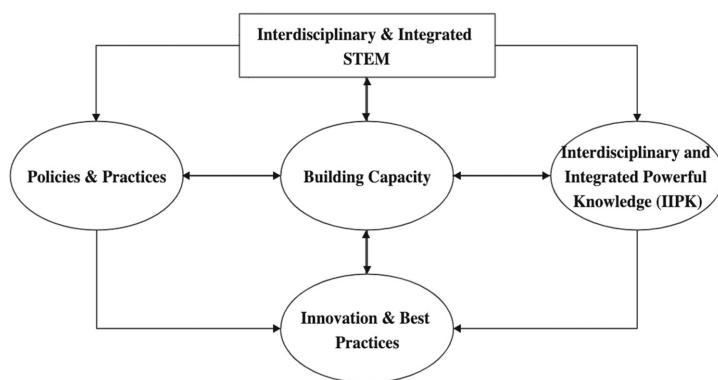 Interdisciplinary & Integrated
STEM
Policies & Practices
Building Capacity
Interdisciplinary and
Integrated Powerful
Knowledge (IIPK)
Innovation & Best
Practices